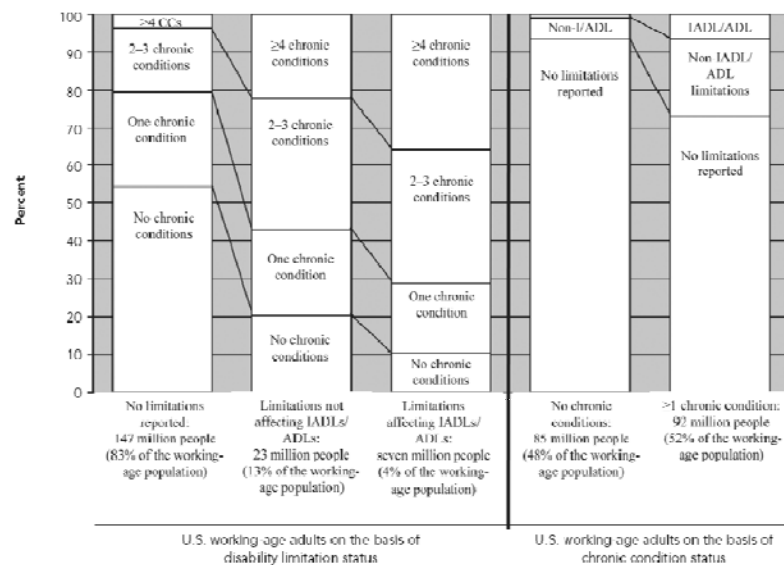 Percent
100
90
80
70
60
50
40
30
20
10
0
≥4 CCs
2–3 chronic
conditions
One chronic
condition
No chronic
conditions
≥4 chronic
conditions
2–3 chronic
conditions
One chronic
condition
No chronic
conditions
≥4 chronic
conditions
2–3 chronic
conditions
One chronic
condition
No chronic
conditions
Non-I/ADL
No limitations
reported
IADL/ADL
Non-IADL/
ADL
limitations
No limitations
reported
No limitations
reported:
147 million people
(83% of the working-
age population)
Limitations not
affecting IADLs/
ADLs:
23 million people
(13% of the working-
age population)
Limitations
affecting IADLs/
ADLs:
seven million people
(4% of the working-
age population)
No chronic
conditions:
85 million people
(48% of the working-
age population)
>1 chronic condition:
92 million people
(52% of the working-
age population)
U.S. working-age adults on the basis of
disability limitation status
U.S. working-age adults on the basis of
chronic condition status